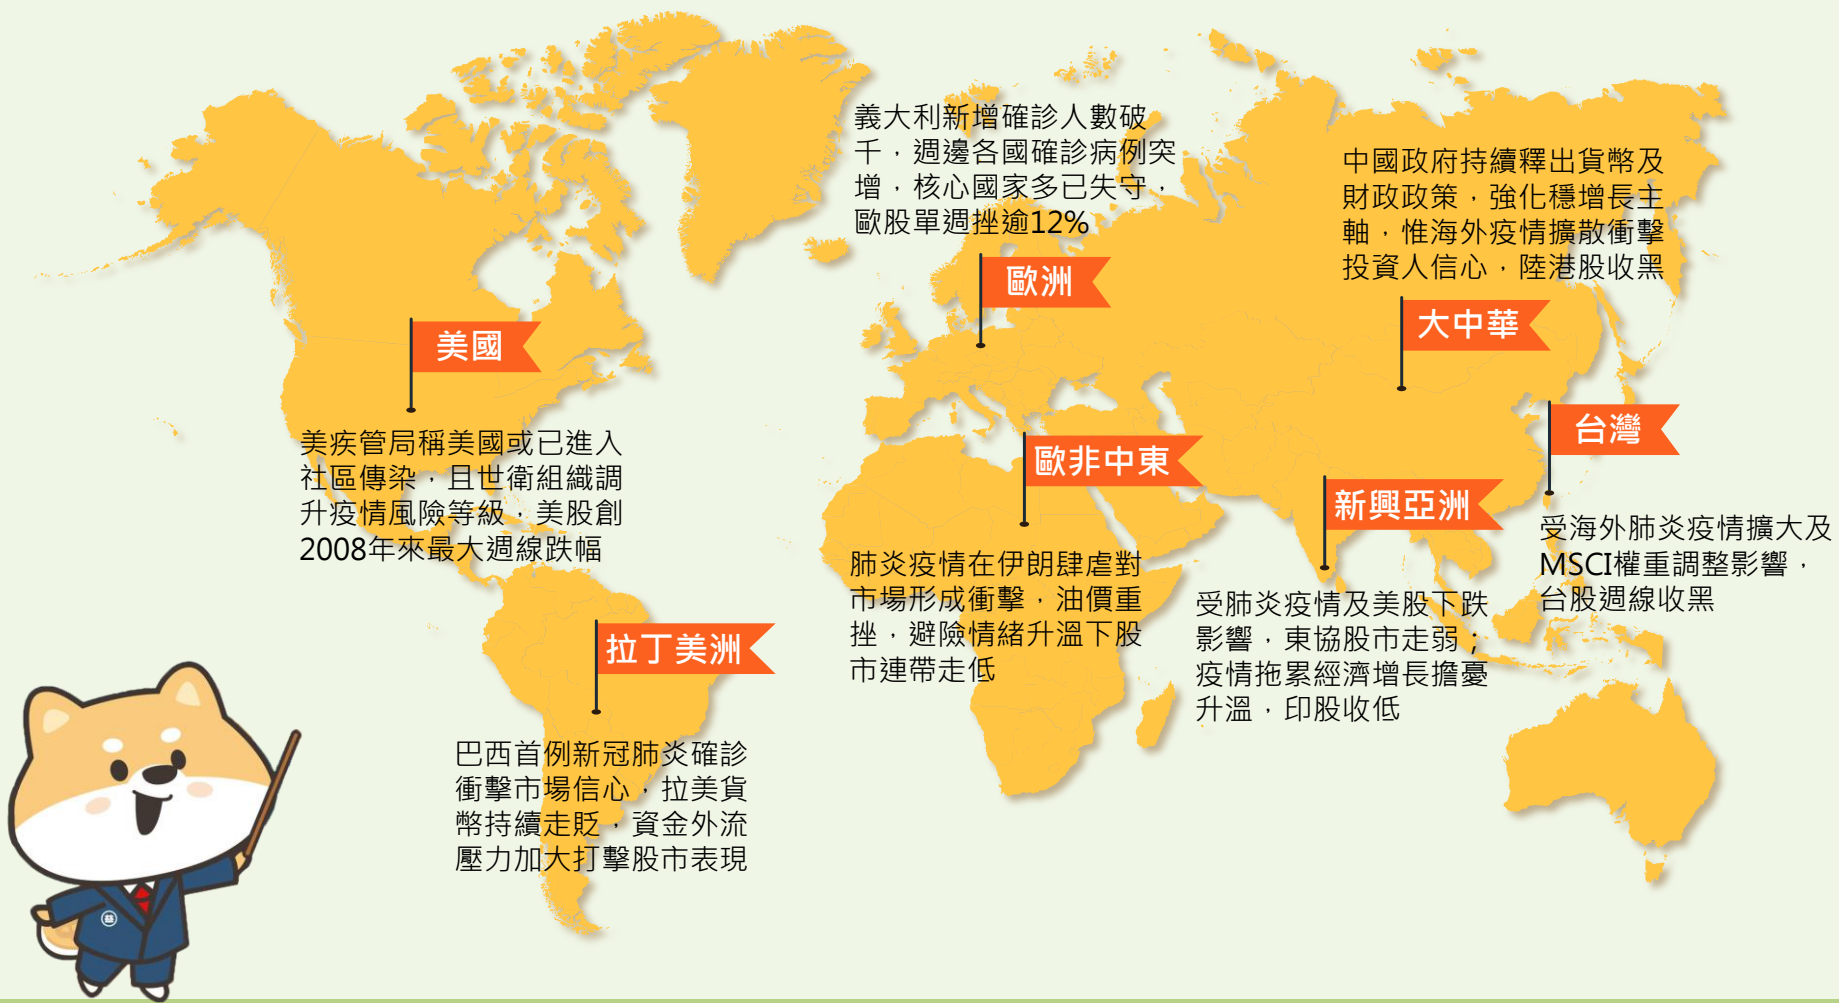 義大利新增確診人數破
千，週邊各國確診病例突
增，核心國家多已失守，
歐股單週挫逾12%
歐洲
中國政府持續釋出貨幣及
財政政策，強化穩增長主
軸，惟海外疫情擴散衝擊
投資人信心，陸港股收黑
大中華
美國
美疾管局稱美國或已進入
社區傳染，且世衛組織調
升疫情風險等級，美股創
2008年來最大週線跌幅
台灣
受海外肺炎疫情擴大及
MSCI權重調整影響，
台股週線收黑
歐非中東
肺炎疫情在伊朗肆虐對
市場形成衝擊，油價重
挫，避險情緒升溫下股
市連帶走低
新興亞洲
受肺炎疫情及美股下跌
影響，東協股市走弱；
疫情拖累經濟增長擔憂
升溫，印股收低
拉丁美洲
巴西首例新冠肺炎確診
衝擊市場信心，拉美貨
幣持續走貶，資金外流
壓力加大打擊股市表現